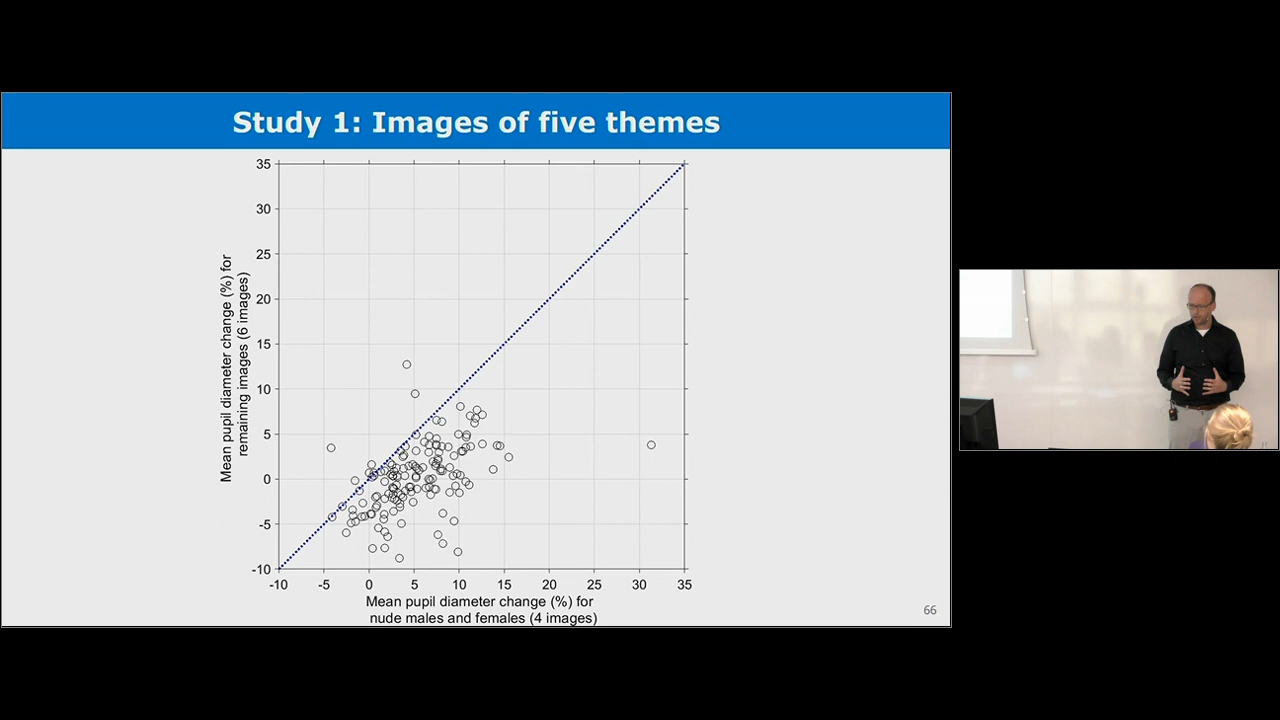 Study 1: Images of five themes
35
30
25
20
15
10
5
0
-5
-10
Mean pupil diameter change (%) for
remaining images (6 images)
-10 -5 0 5 10 15 20 25 30 35
Mean pupil diameter change (%) for
nude males and females (4 images)
66